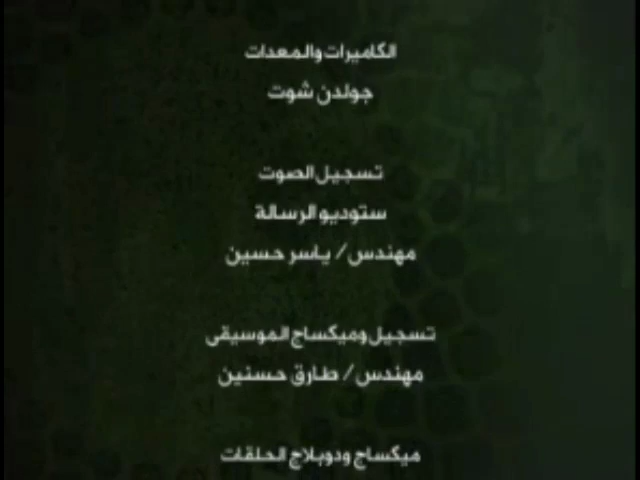 الكاميرات والمعدات
جولدن شوت
تسجيل الصوت
ستوديو الرسالة
مهندس/ ياسر حسين
تسجيل وميكساج الموسيقى
مهندس/ طارق حسنين
ميكساج ودوبلاج الحلقات